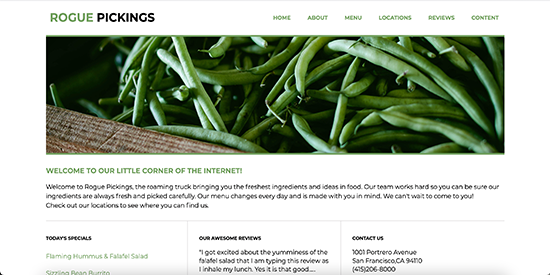 ROGUE PICKINGS
HOME ABOUT MENU LOCATIONS REVIEWS CONTENT
WELCOME TO OUR LITTLE CORNER OF THE INTERNET!
Welcome to Rogue Pickings, the roaming truck bringing you the freshest ingredients and ideas in food. Our team works hard so you can be sure our
ingredients are always fresh and picked carefully. Our menu changes every day and is made with you in mind. We can't wait to come to you!
Check out our locations to see where you can find us.
TODAY'S SPECIALS
Flaming Hummus & Falafel Salad
Sizzling Bean Burrito
OUR AWESOME REVIEWS
"I got excited about the yumminess of the
falafel salad that I am typing this review as
I inhale my lunch. Yes it is that good....
CONTACT US
1001 Portrero Avenue
San Francisco,CA 94110
(415)206-8000